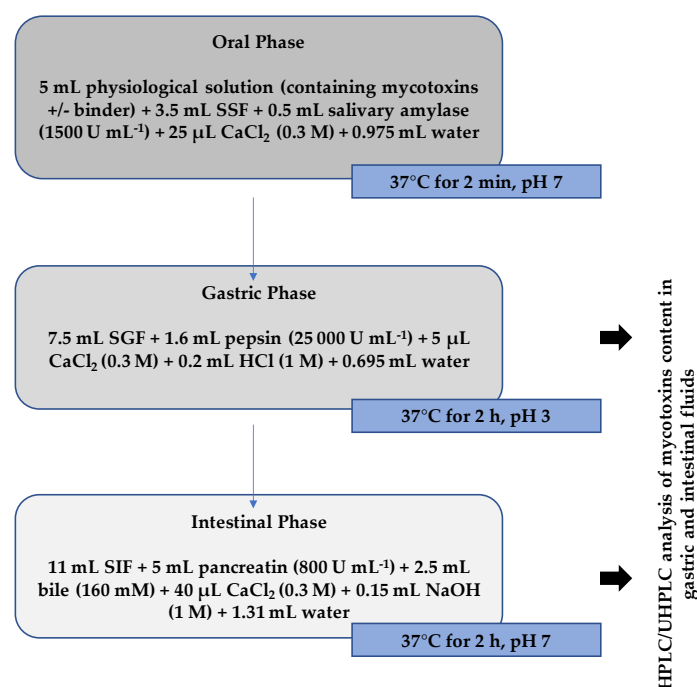 Oral Phase
5 mL physiological solution (containing mycotoxins
+/- binder) + 3.5 mL SSF + 0.5 mL salivary amylase
(1500 U mL⁻¹) + 25 µL CaCl₂ (0.3 M) + 0.975 mL water
37°C for 2 min, pH 7
Gastric Phase
7.5 mL SGF + 1.6 mL pepsin (25 000 U mL⁻¹) + 5 µL
CaCl₂ (0.3 M) + 0.2 mL HCl (1 M) + 0.695 mL water
37°C for 2 h, pH 3
Intestinal Phase
11 mL SIF + 5 mL pancreatin (800 U mL⁻¹) + 2.5 mL
bile (160 mM) + 40 µL CaCl₂ (0.3 M) + 0.15 mL NaOH
(1 M) + 1.31 mL water
37°C for 2 h, pH 7
HPLC/UHPLC analysis of mycotoxins content in
gastric and intestinal fluids